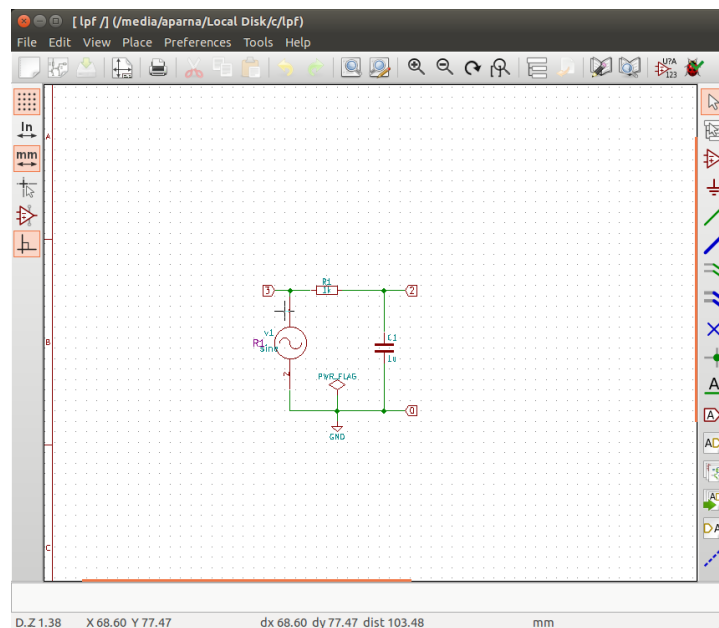 [ lpf /] (/media/aparna/Local Disk/c/lpf)
File Edit View Place Preferences Tools Help
U?A
123
In
mm
A
B
C
3
R1
1k
2
v1
R1
sine
2
C1
1u
PWR_FLAG
0
GND
A
A
D.Z 1.38 X 68.60 Y 77.47 dx 68.60 dy 77.47 dist 103.48 mm